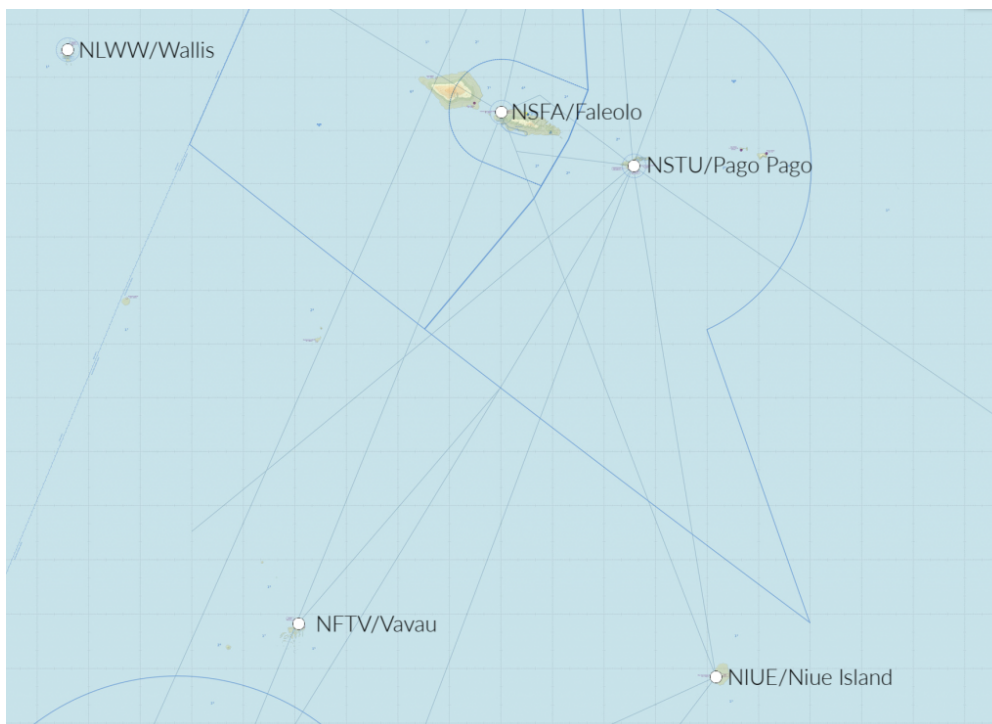 NLWW/Wallis
NSFA/Faleolo
NSTU/Pago Pago
NFTV/Vavau
NIUE/Niue Island